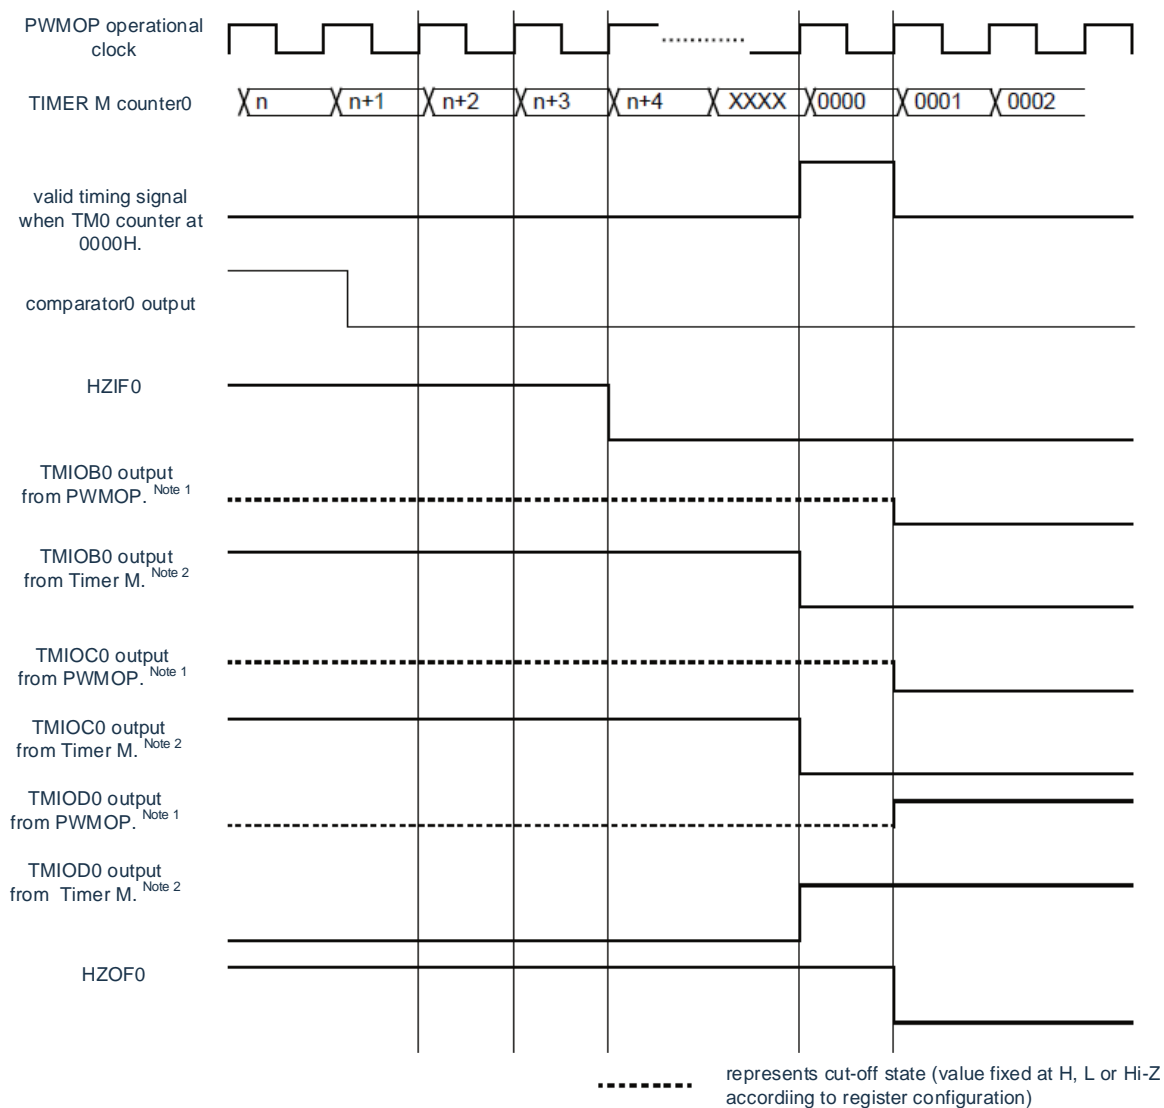 PWMOP operational
clock
TIMER M counter0
n n+1 n+2 n+3 n+4 XXXX 0000 0001 0002
valid timing signal
when TM0 counter at
0000H.
comparator0 output
HZIF0
TMIOB0 output
from PWMOP. Note 1
TMIOB0 output
from Timer M. Note 2
TMIOC0 output
from PWMOP. Note 1
TMIOC0 output
from Timer M. Note 2
TMIOD0 output
from PWMOP. Note 1
TMIOD0 output
from Timer M. Note 2
HZOF0
represents cut-off state (value fixed at H, L or Hi-Z
accordiing to register configuration)